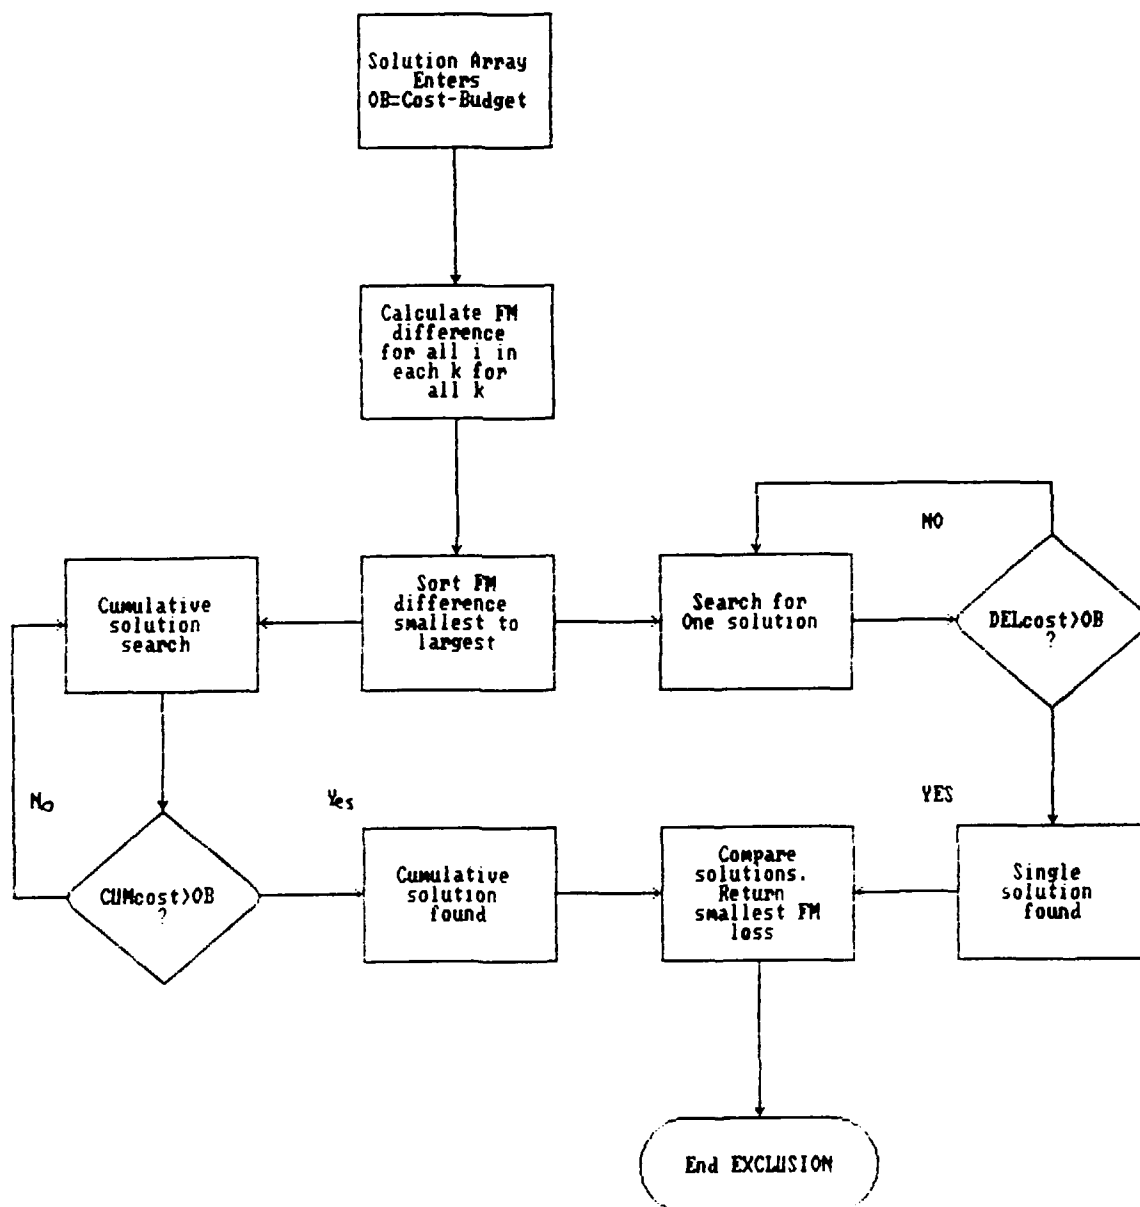 Solution Array
Enters
OB=Cost-Budget
Calculate FM
difference
for all i in
each k for
all k
NO
Cumulative
solution
search
Sort FM
difference
smallest to
largest
Search for
One solution
DELcost>OB
?
No
Yes
YES
CUMcost>OB
?
Cumulative
solution
found
Compare
solutions.
Return
smallest FM
loss
Single
solution
found
End EXCLUSION